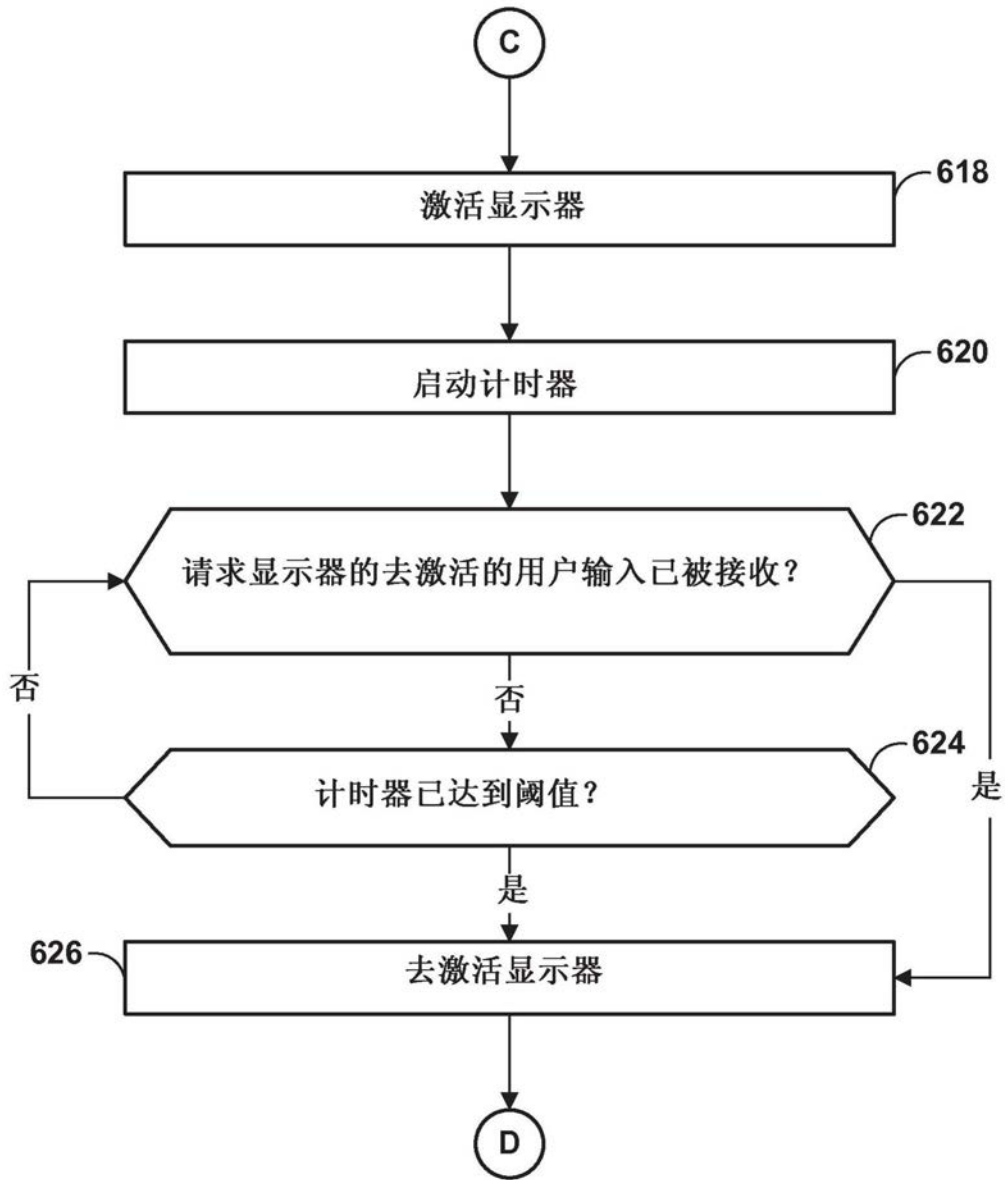 C
618
激活显示器
620
启动计时器
622
请求显示器的去激活的用户输入已被接收？
否
否
624
计时器已达到阈值？
是
是
626
去激活显示器
D